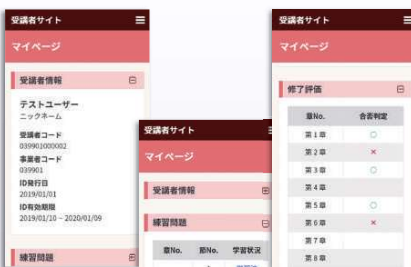 受講者サイト
マイページ
受講者情報
テストユーザー
ニックネーム
受講者コード
039901000002
事業者コード
039901
ID発行日
2019/01/01
ID有効期限
2019/01/10 ~ 2020/01/09
練習問題
受講者サイト
マイページ
受講者情報
練習問題
章No. 節No. 学習状況
受講者サイト
マイページ
修了評価
章No. 合否判定
第1章 ○
第2章 ×
第3章 ○
第4章
第5章 ○
第6章 ×
第7章
第8章